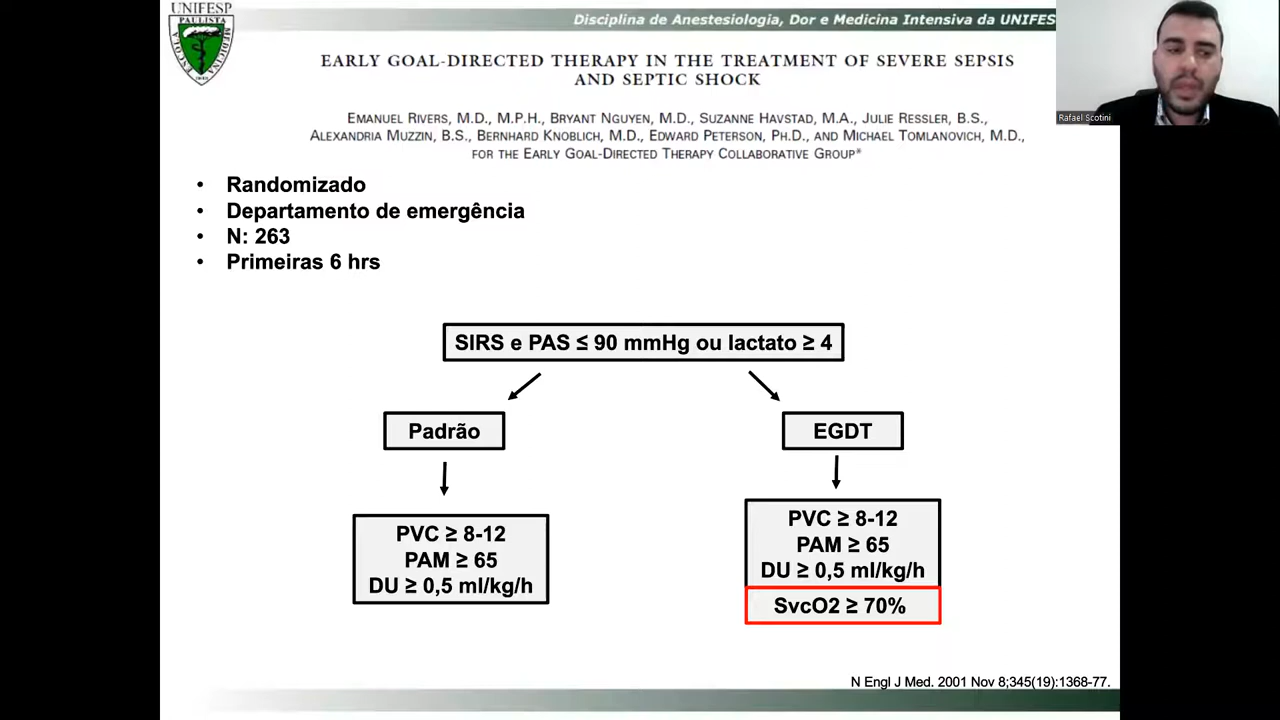 UNIFESP
PAULISTA
ESCOLA
MEDICINA
1933
Disciplina de Anestesiologia, Dor e Medicina Intensiva da UNIFES
Rafael Scotini
EARLY GOAL-DIRECTED THERAPY IN THE TREATMENT OF SEVERE SEPSIS
AND SEPTIC SHOCK
EMANUEL RIVERS, M.D., M.P.H., BRYANT NGUYEN, M.D., SUZANNE HAVSTAD, M.A., JULIE RESSLER, B.S.,
ALEXANDRIA MUZZIN, B.S., BERNHARD KNOBLICH, M.D., EDWARD PETERSON, PH.D., AND MICHAEL TOMLANOVICH, M.D.,
FOR THE EARLY GOAL-DIRECTED THERAPY COLLABORATIVE GROUP*
• Randomizado
• Departamento de emergência
• N: 263
• Primeiras 6 hrs
SIRS e PAS ≤ 90 mmHg ou lactato ≥ 4
Padrão
EGDT
PVC ≥ 8-12
PAM ≥ 65
DU ≥ 0,5 ml/kg/h
PVC ≥ 8-12
PAM ≥ 65
DU ≥ 0,5 ml/kg/h
SvcO2 ≥ 70%
N Engl J Med. 2001 Nov 8;345(19):1368-77.